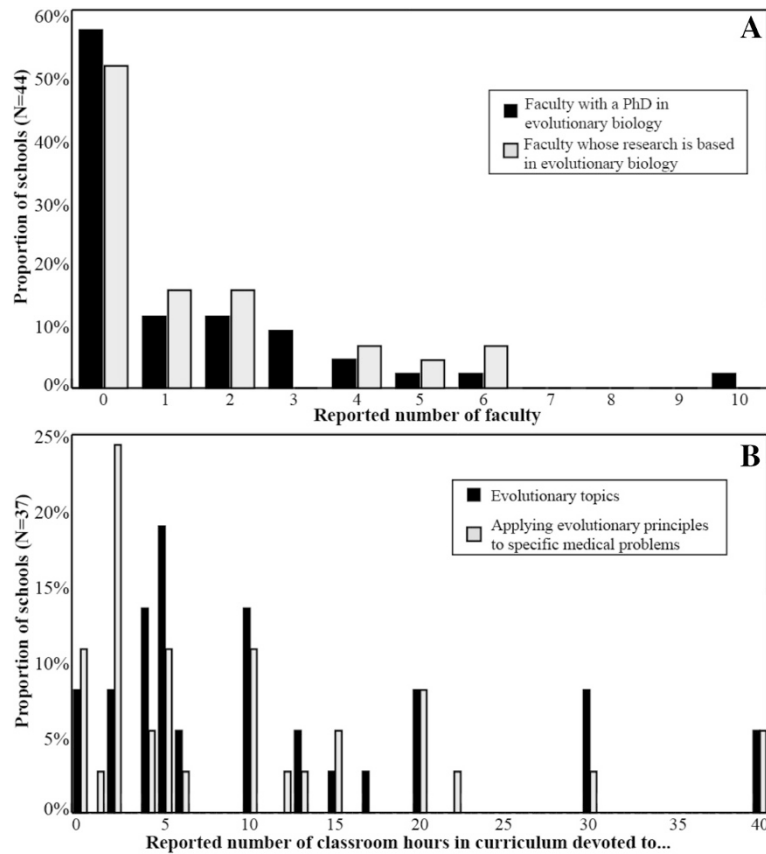 60%
A
50%
40%
30%
20%
10%
0%
Proportion of schools (N=44)
Faculty with a PhD in
evolutionary biology
Faculty whose research is based
in evolutionary biology
0 1 2 3 4 5 6 7 8 9 10
Reported number of faculty
25%
B
20%
15%
10%
5%
0%
Proportion of schools (N=37)
Evolutionary topics
Applying evolutionary principles
to specific medical problems
0 5 10 15 20 25 30 35 40
Reported number of classroom hours in curriculum devoted to...